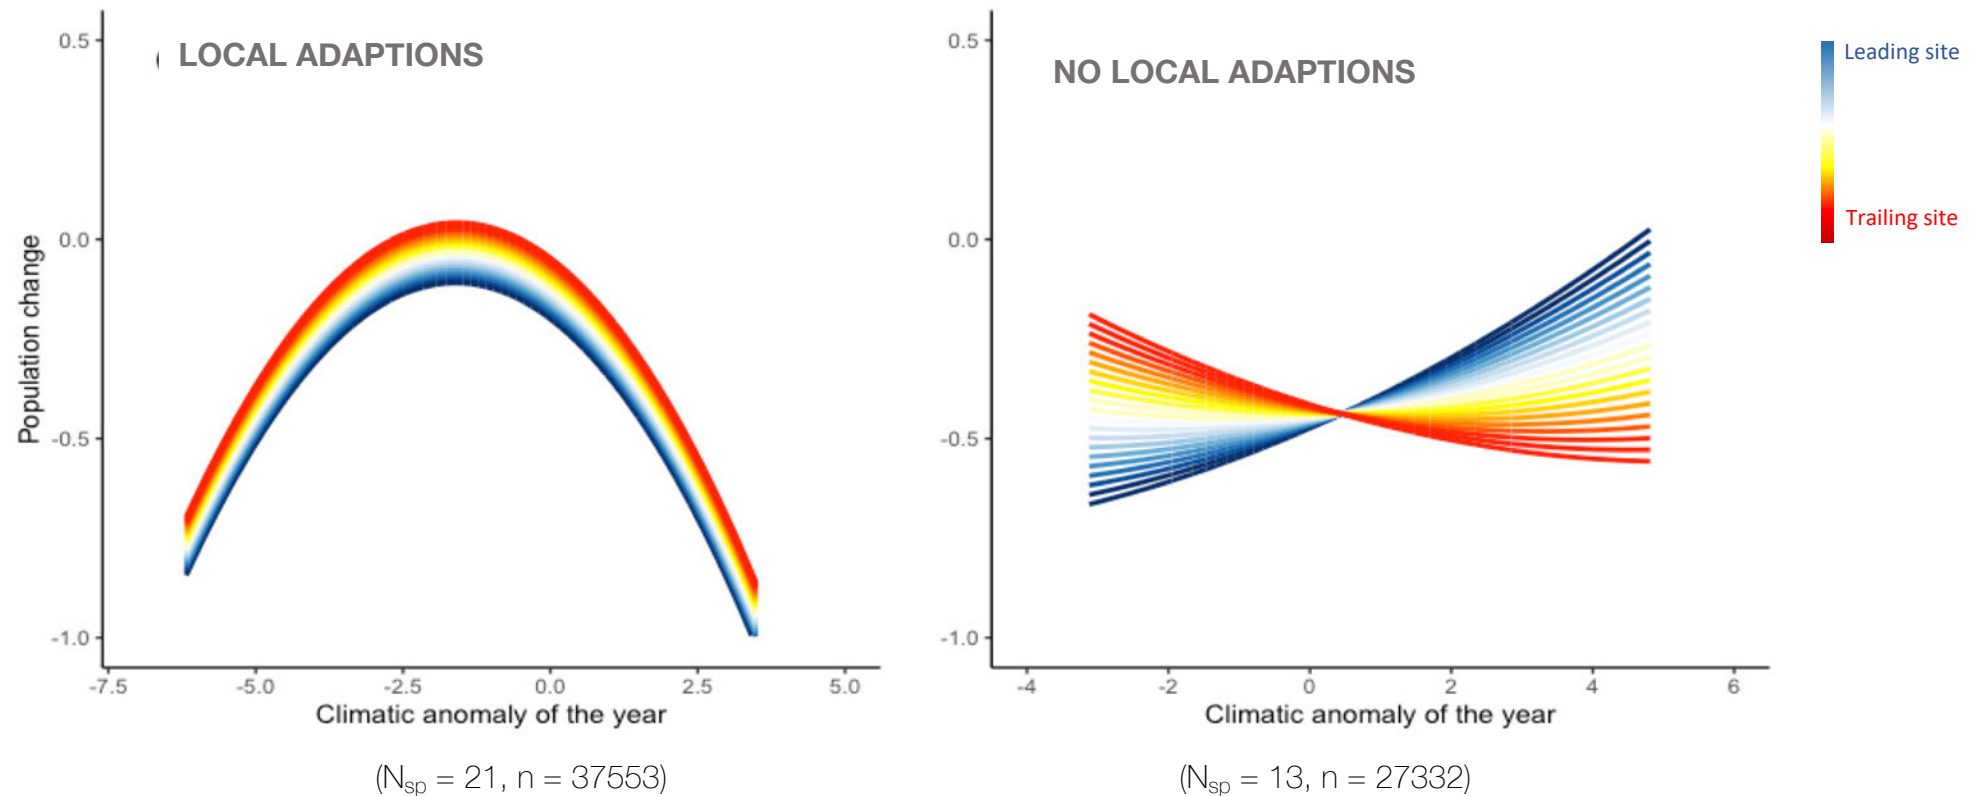 LOCAL ADAPTIONS
NO LOCAL ADAPTIONS
Leading site
Trailing site
0.5
0.0
-0.5
-1.0
Population change
-7.5 -5.0 -2.5 0.0 2.5 5.0
Climatic anomaly of the year
(Nsp = 21, n = 37553)
0.5
0.0
-0.5
-1.0
-4 -2 0 2 4 6
Climatic anomaly of the year
(Nsp = 13, n = 27332)